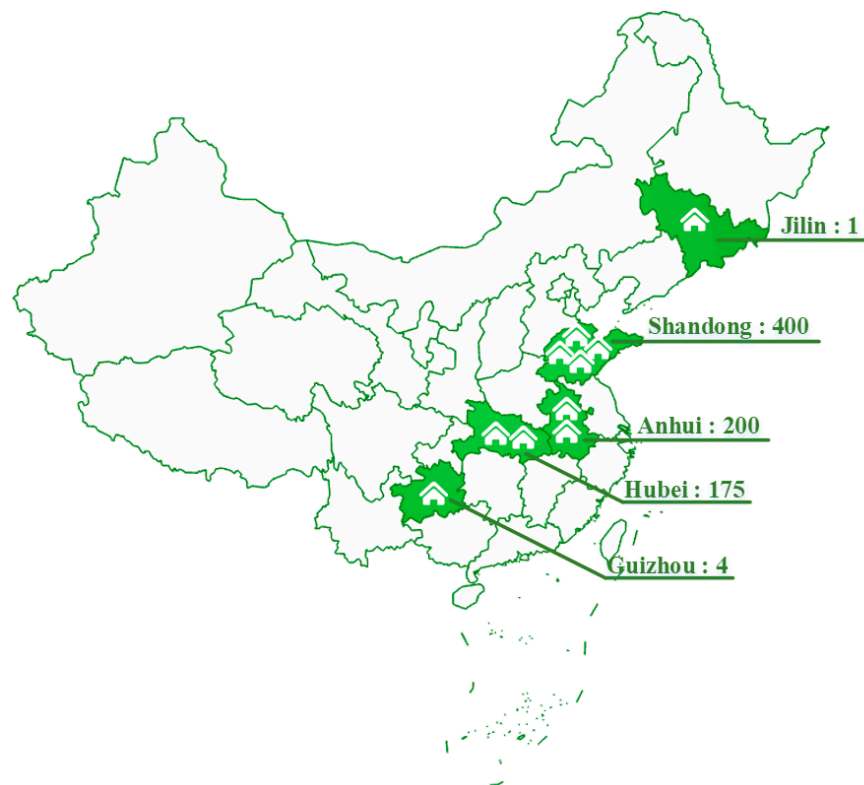 Jilin : 1
Shandong : 400
Anhui : 200
Hubei : 175
Guizhou : 4